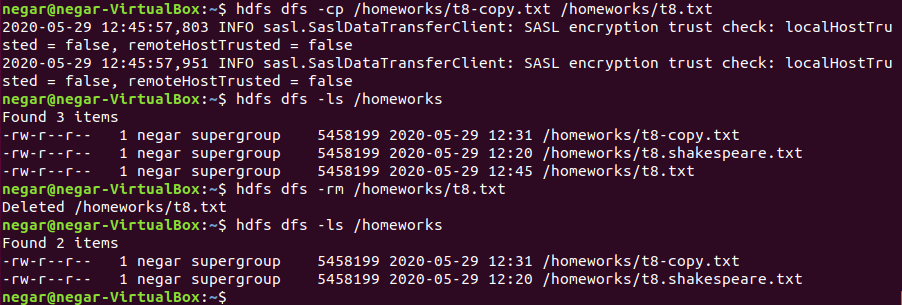 negar@negar-VirtualBox:~$ hdfs dfs -cp /homeworks/t8-copy.txt /homeworks/t8.txt
2020-05-29 12:45:57,803 INFO sasl.SaslDataTransferClient: SASL encryption trust check: localHostTru
sted = false, remoteHostTrusted = false
2020-05-29 12:45:57,951 INFO sasl.SaslDataTransferClient: SASL encryption trust check: localHostTru
sted = false, remoteHostTrusted = false
negar@negar-VirtualBox:~$ hdfs dfs -ls /homeworks
Found 3 items
-rw-r--r--   1 negar supergroup    5458199 2020-05-29 12:31 /homeworks/t8-copy.txt
-rw-r--r--   1 negar supergroup    5458199 2020-05-29 12:20 /homeworks/t8.shakespeare.txt
-rw-r--r--   1 negar supergroup    5458199 2020-05-29 12:45 /homeworks/t8.txt
negar@negar-VirtualBox:~$ hdfs dfs -rm /homeworks/t8.txt
Deleted /homeworks/t8.txt
negar@negar-VirtualBox:~$ hdfs dfs -ls /homeworks
Found 2 items
-rw-r--r--   1 negar supergroup    5458199 2020-05-29 12:31 /homeworks/t8-copy.txt
-rw-r--r--   1 negar supergroup    5458199 2020-05-29 12:20 /homeworks/t8.shakespeare.txt
negar@negar-VirtualBox:~$